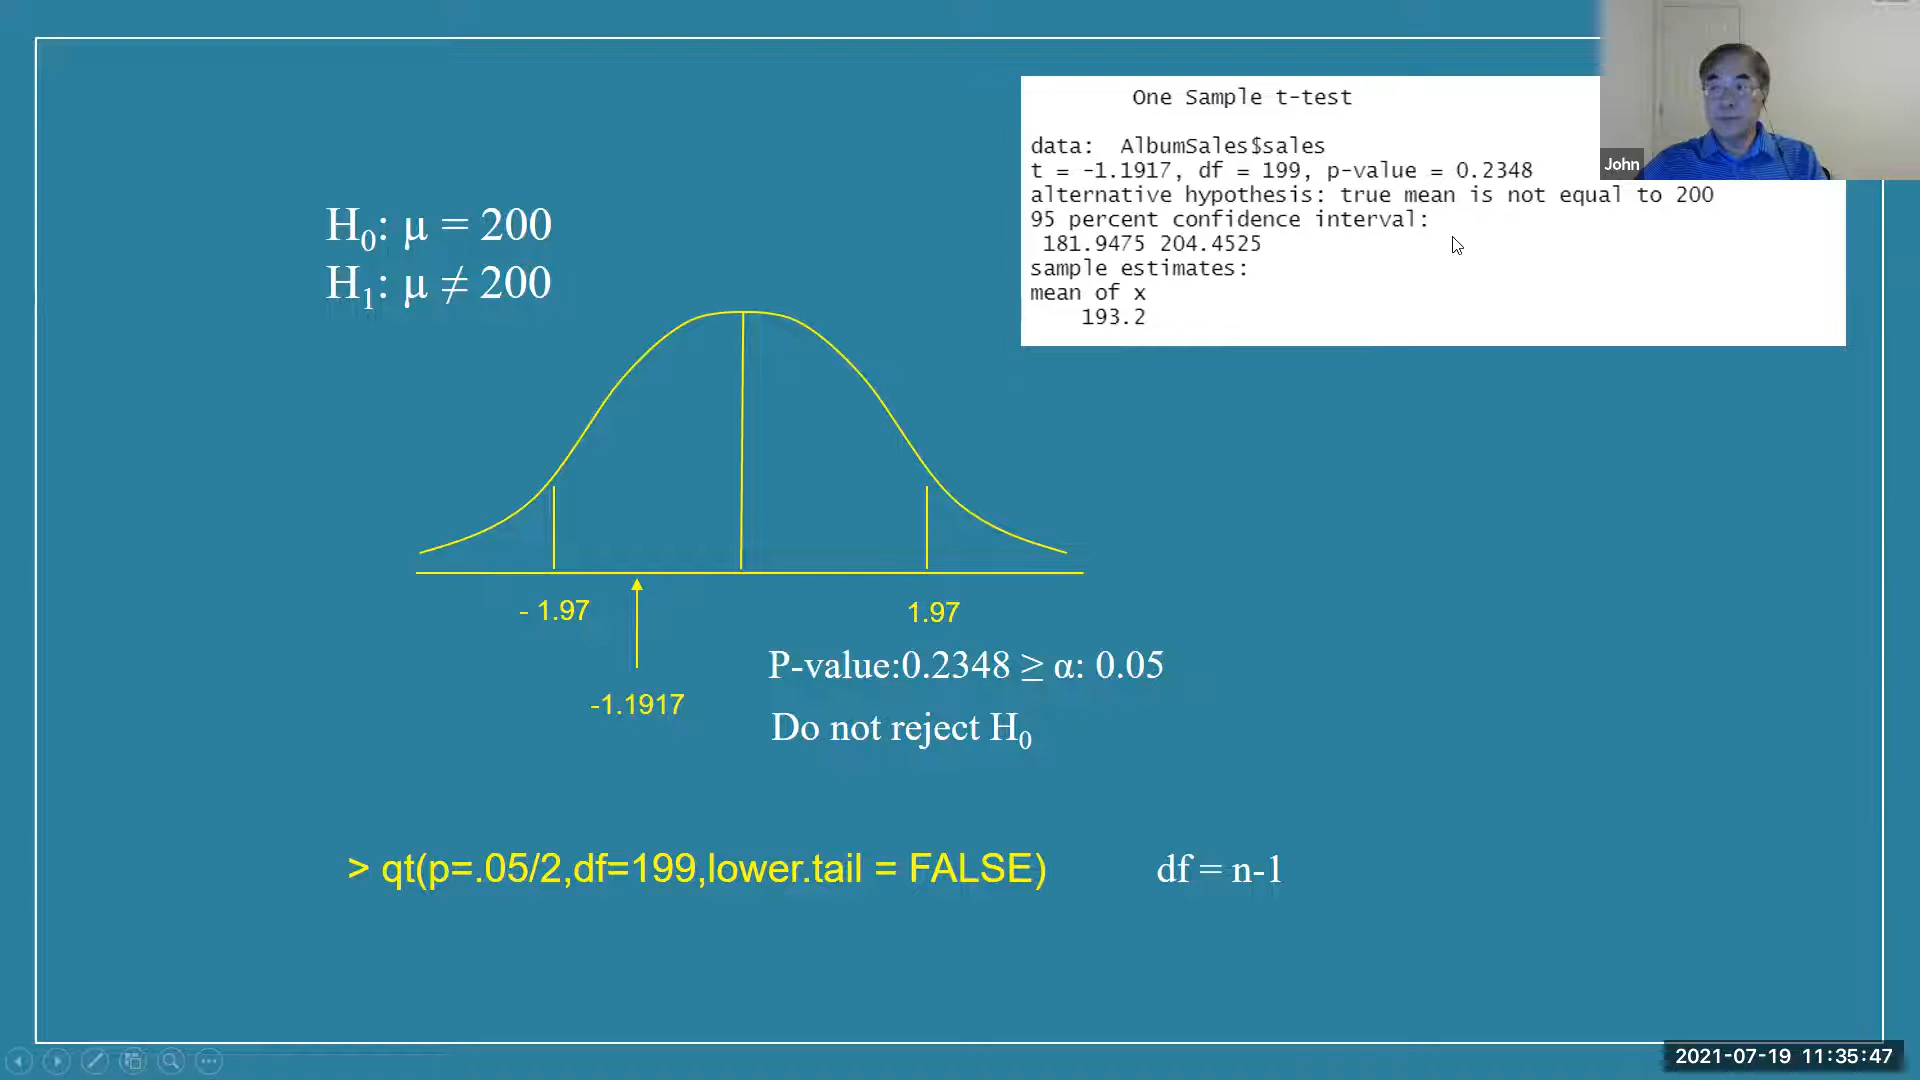 One Sample t-test
data:  AlbumSales$sales
t = -1.1917, df = 199, p-value = 0.2348
alternative hypothesis: true mean is not equal to 200
95 percent confidence interval:
181.9475 204.4525
sample estimates:
mean of x
193.2
John
H₀: μ = 200
H₁: μ ≠ 200
- 1.97
1.97
-1.1917
P-value:0.2348 ≥ α: 0.05
Do not reject H₀
> qt(p=.05/2,df=199,lower.tail = FALSE)
df = n-1
2021-07-19 11:35:47